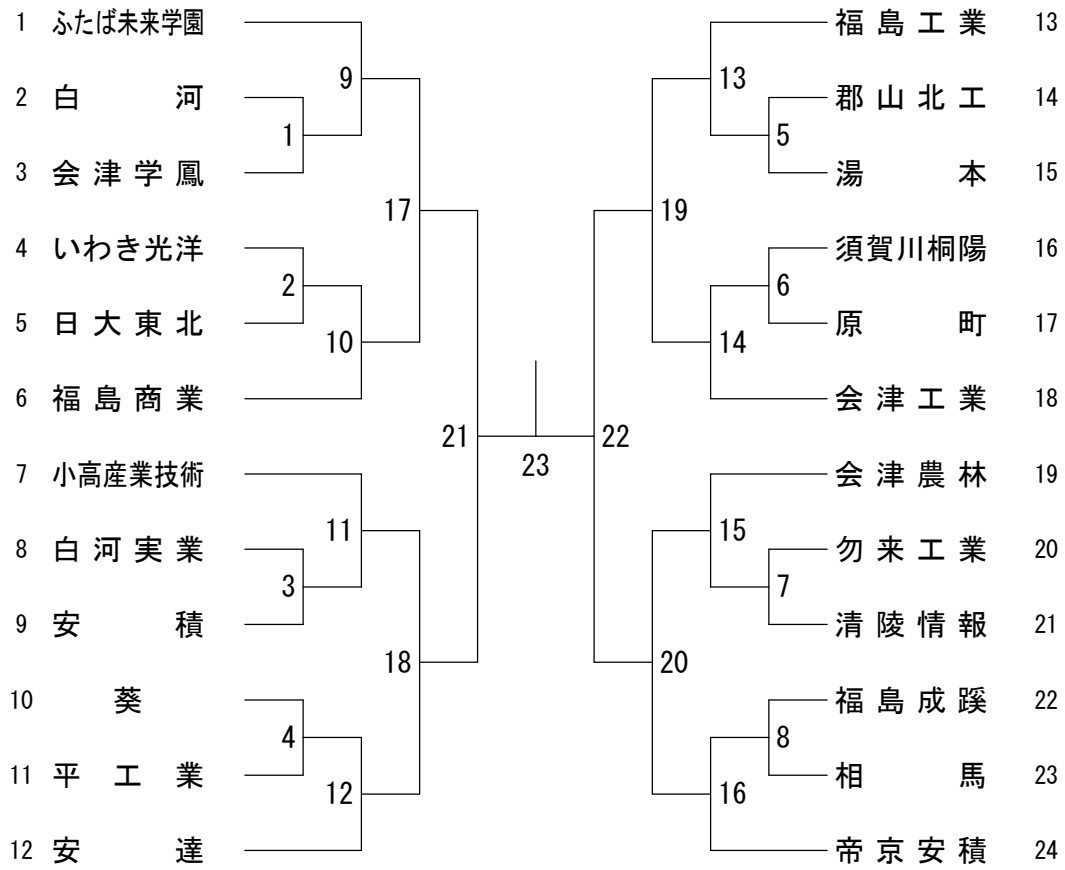 1 ふたば未来学園
2 白河
3 会津学鳳
4 いわき光洋
5 日大東北
6 福島商業
7 小高産業技術
8 白河実業
9 安積
10 葵
11 平工業
12 安達
9
1
17
2
10
21
11
3
18
4
12
23
13
5
19
6
14
22
15
7
20
8
16
福島工業 13
郡山北工 14
湯本 15
須賀川桐陽 16
原町 17
会津工業 18
会津農林 19
勿来工業 20
清陵情報 21
福島成蹊 22
相馬 23
帝京安積 24